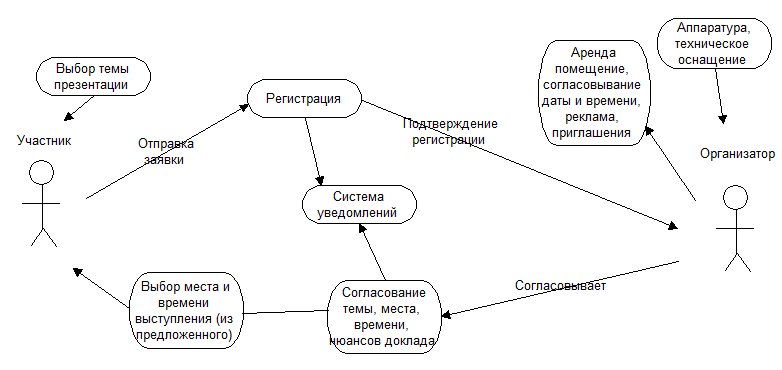 Аппаратура,
техническое
оснащение
Аренда
помещение,
согласовывание
даты и времени,
реклама,
приглашения
Выбор темы
презентации
Регистрация
Подтверждение
регистрации
Участник
Отправка
заявки
Организатор
Система
уведомлений
Выбор места и
времени
выступления (из
предложенного)
Согласование
темы, места,
времени,
нюансов доклада
Согласовывает